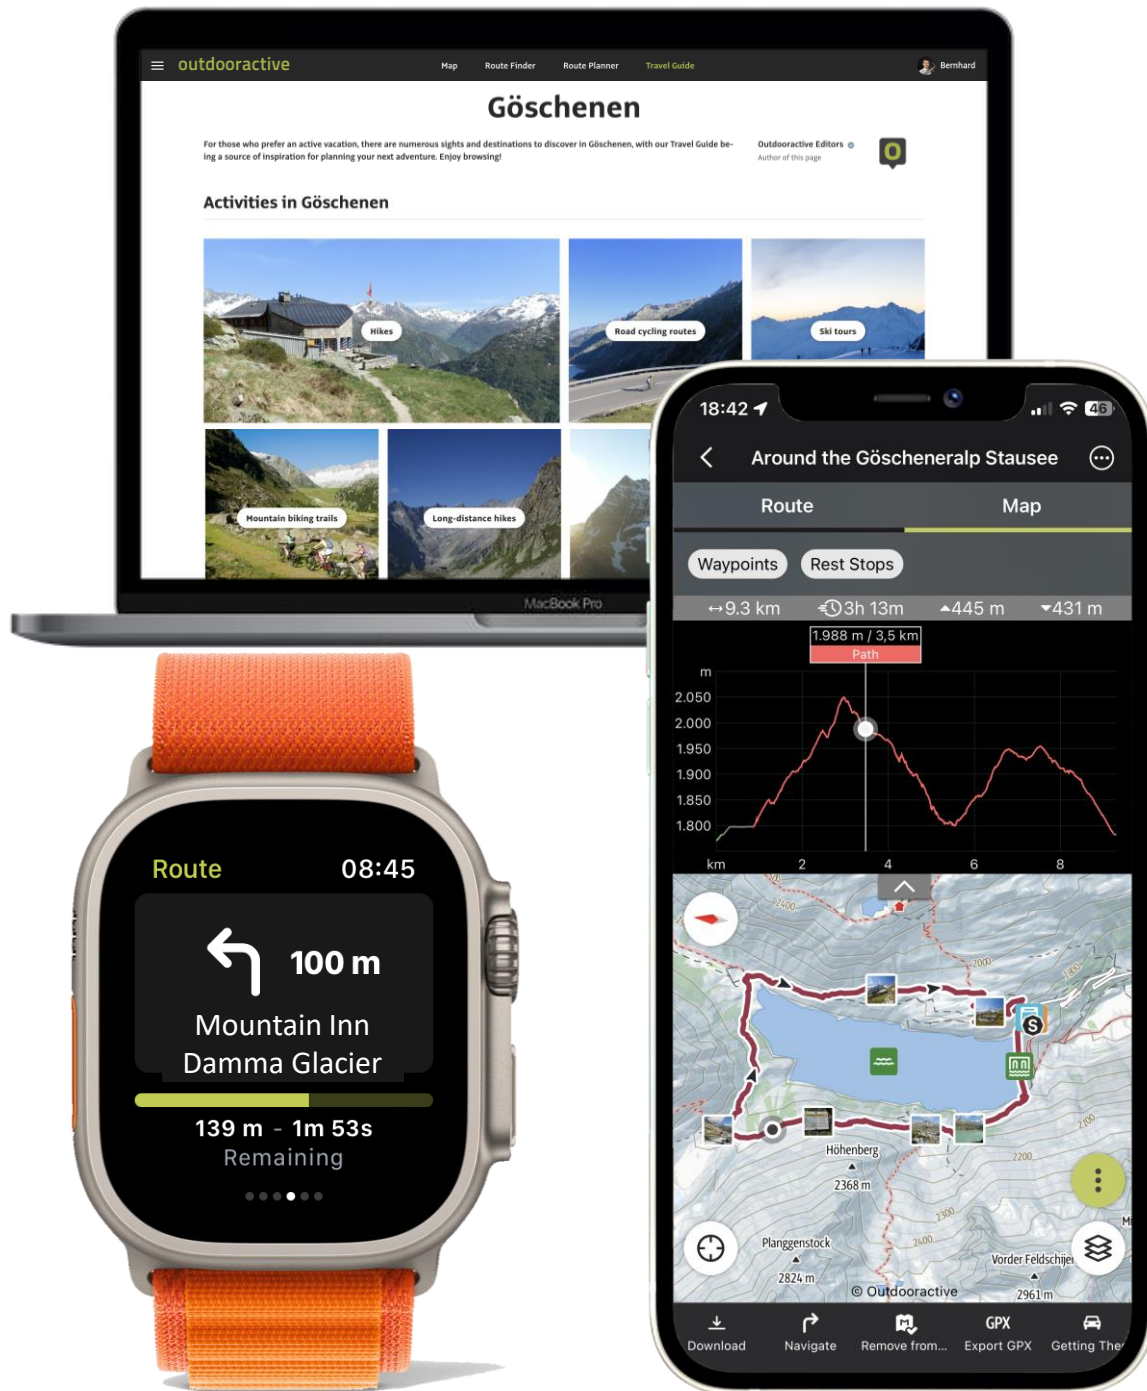 outdooractive
Map Route Finder Route Planner Travel Guide
Bernhard
Göschenen
For those who prefer an active vacation, there are numerous sights and destinations to discover in Göschenen, with our Travel Guide be-
ing a source of inspiration for planning your next adventure. Enjoy browsing!
Outdooractive Editors
Author of this page
Activities in Göschenen
Hikes
Road cycling routes
Ski tours
Mountain biking trails
Long-distance hikes
MacBook Pro
18:42
46
Around the Göscheneralp Stausee
Route Map
Waypoints Rest Stops
9.3 km 3h 13m 445 m 431 m
1.988 m / 3,5 km
Path
m
2.050
2.000
1.950
1.900
1.850
1.800
km 2 4 6 8
2400
2000
S
2100
2200
Höhenberg
2368 m
2300
2400
Planggenstock
2824 m
Vorder Feldschijen
2961 m
© Outdooractive
Download Navigate Remove from... Export GPX Getting The
GPX
Route 08:45
100 m
Mountain Inn
Damma Glacier
139 m - 1m 53s
Remaining